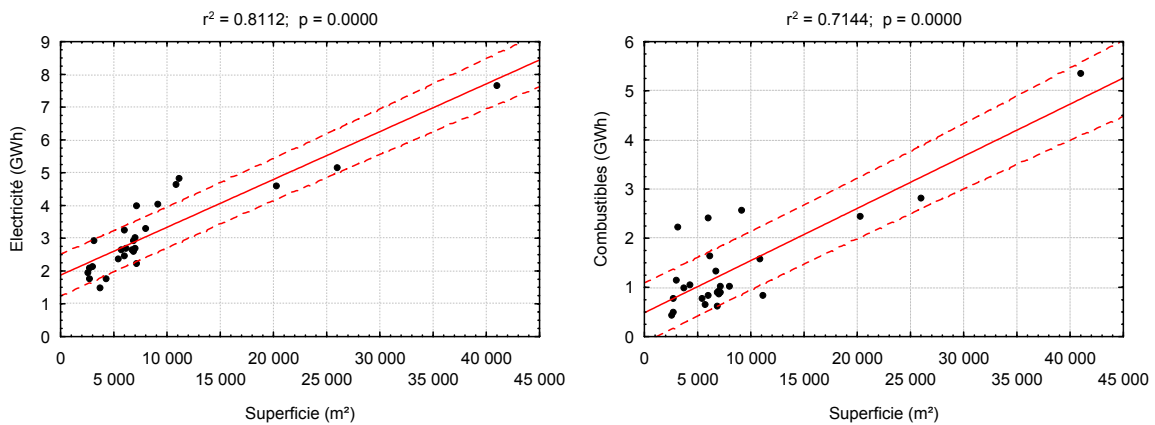 r² = 0.8112; p = 0.0000
Electricité (GWh)
9
8
7
6
5
4
3
2
1
0
0 10 000 20 000 30 000 40 000
5 000 15 000 25 000 35 000 45 000
Superficie (m²)
r² = 0.7144; p = 0.0000
Combustibles (GWh)
6
5
4
3
2
1
0
0 10 000 20 000 30 000 40 000
5 000 15 000 25 000 35 000 45 000
Superficie (m²)